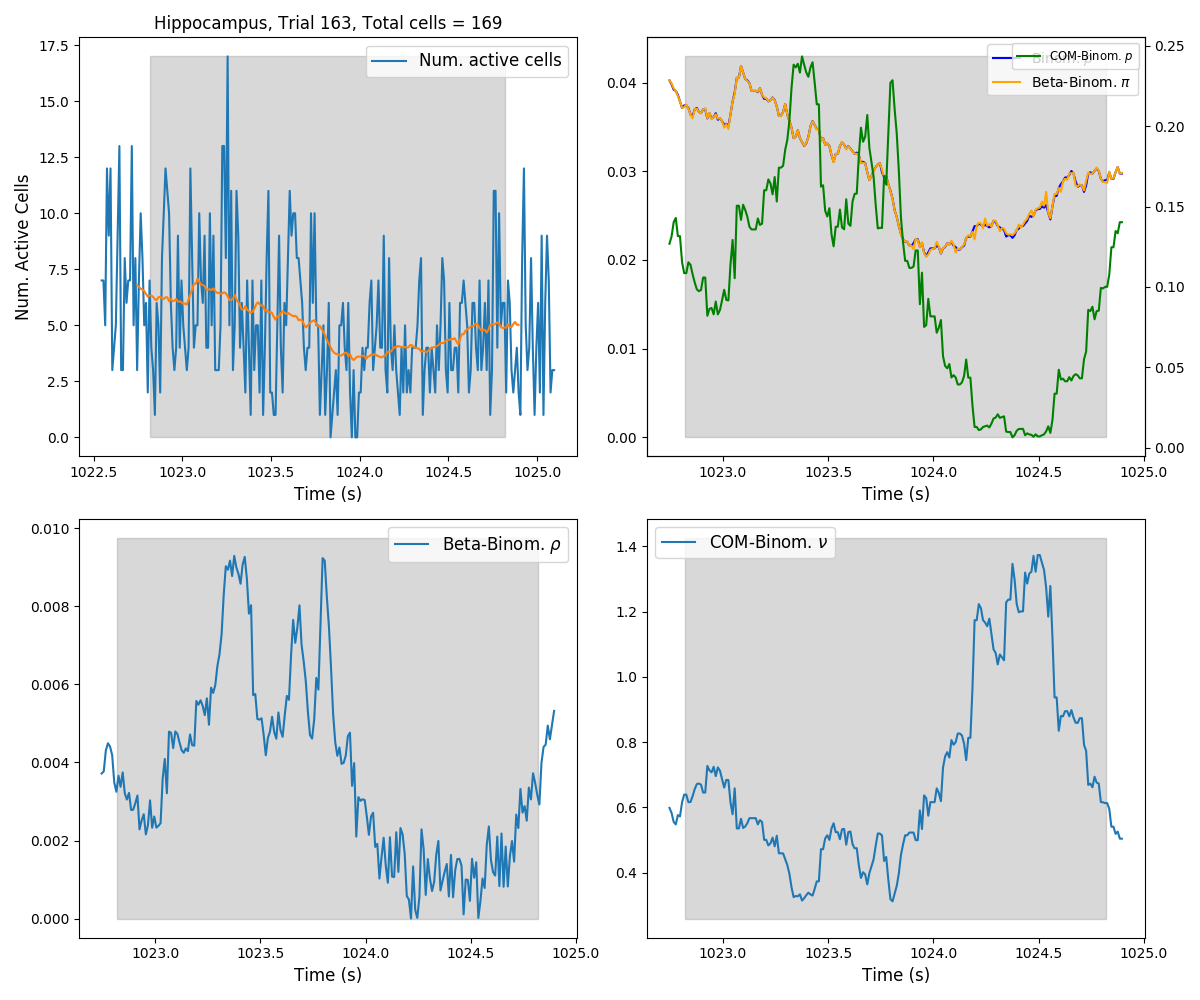 Hippocampus, Trial 163, Total cells = 169
Num. active cells
Num. Active Cells
17.5
15.0
12.5
10.0
7.5
5.0
2.5
0.0
1022.5 1023.0 1023.5 1024.0 1024.5 1025.0
Time (s)
COM-Binom. p
Beta-Binom. π
0.04
0.03
0.02
0.01
0.00
0.25
0.20
0.15
0.10
0.05
0.00
1023.0 1023.5 1024.0 1024.5 1025.0
Time (s)
Beta-Binom. ρ
0.010
0.008
0.006
0.004
0.002
0.000
1023.0 1023.5 1024.0 1024.5 1025.0
Time (s)
COM-Binom. ν
1.4
1.2
1.0
0.8
0.6
0.4
1023.0 1023.5 1024.0 1024.5 1025.0
Time (s)